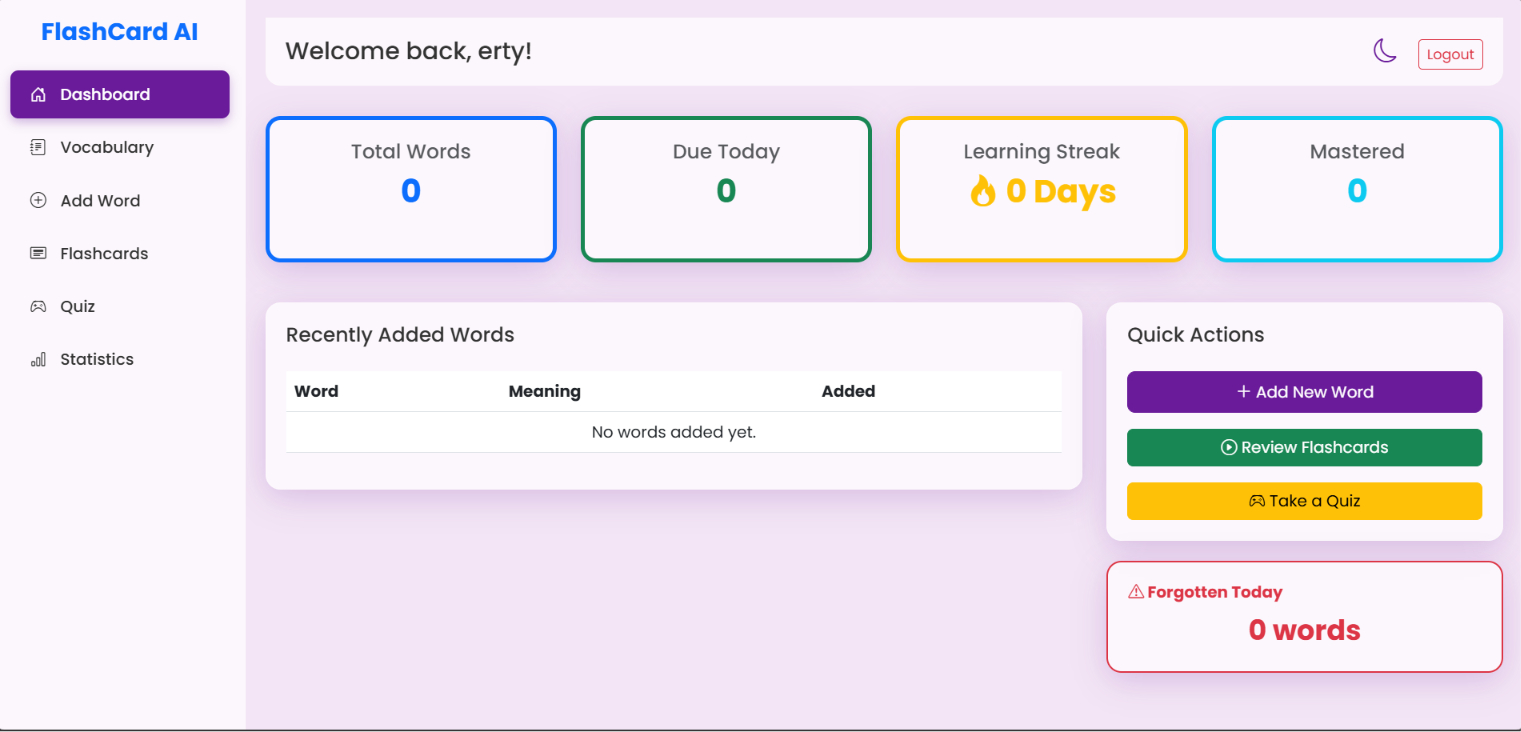 FlashCard AI
Dashboard
Vocabulary
Add Word
Flashcards
Quiz
Statistics
Welcome back, erty!
Logout
Total Words
0
Due Today
0
Learning Streak
0 Days
Mastered
0
Recently Added Words
Word Meaning Added
No words added yet.
Quick Actions
+ Add New Word
Review Flashcards
Take a Quiz
Forgotten Today
0 words